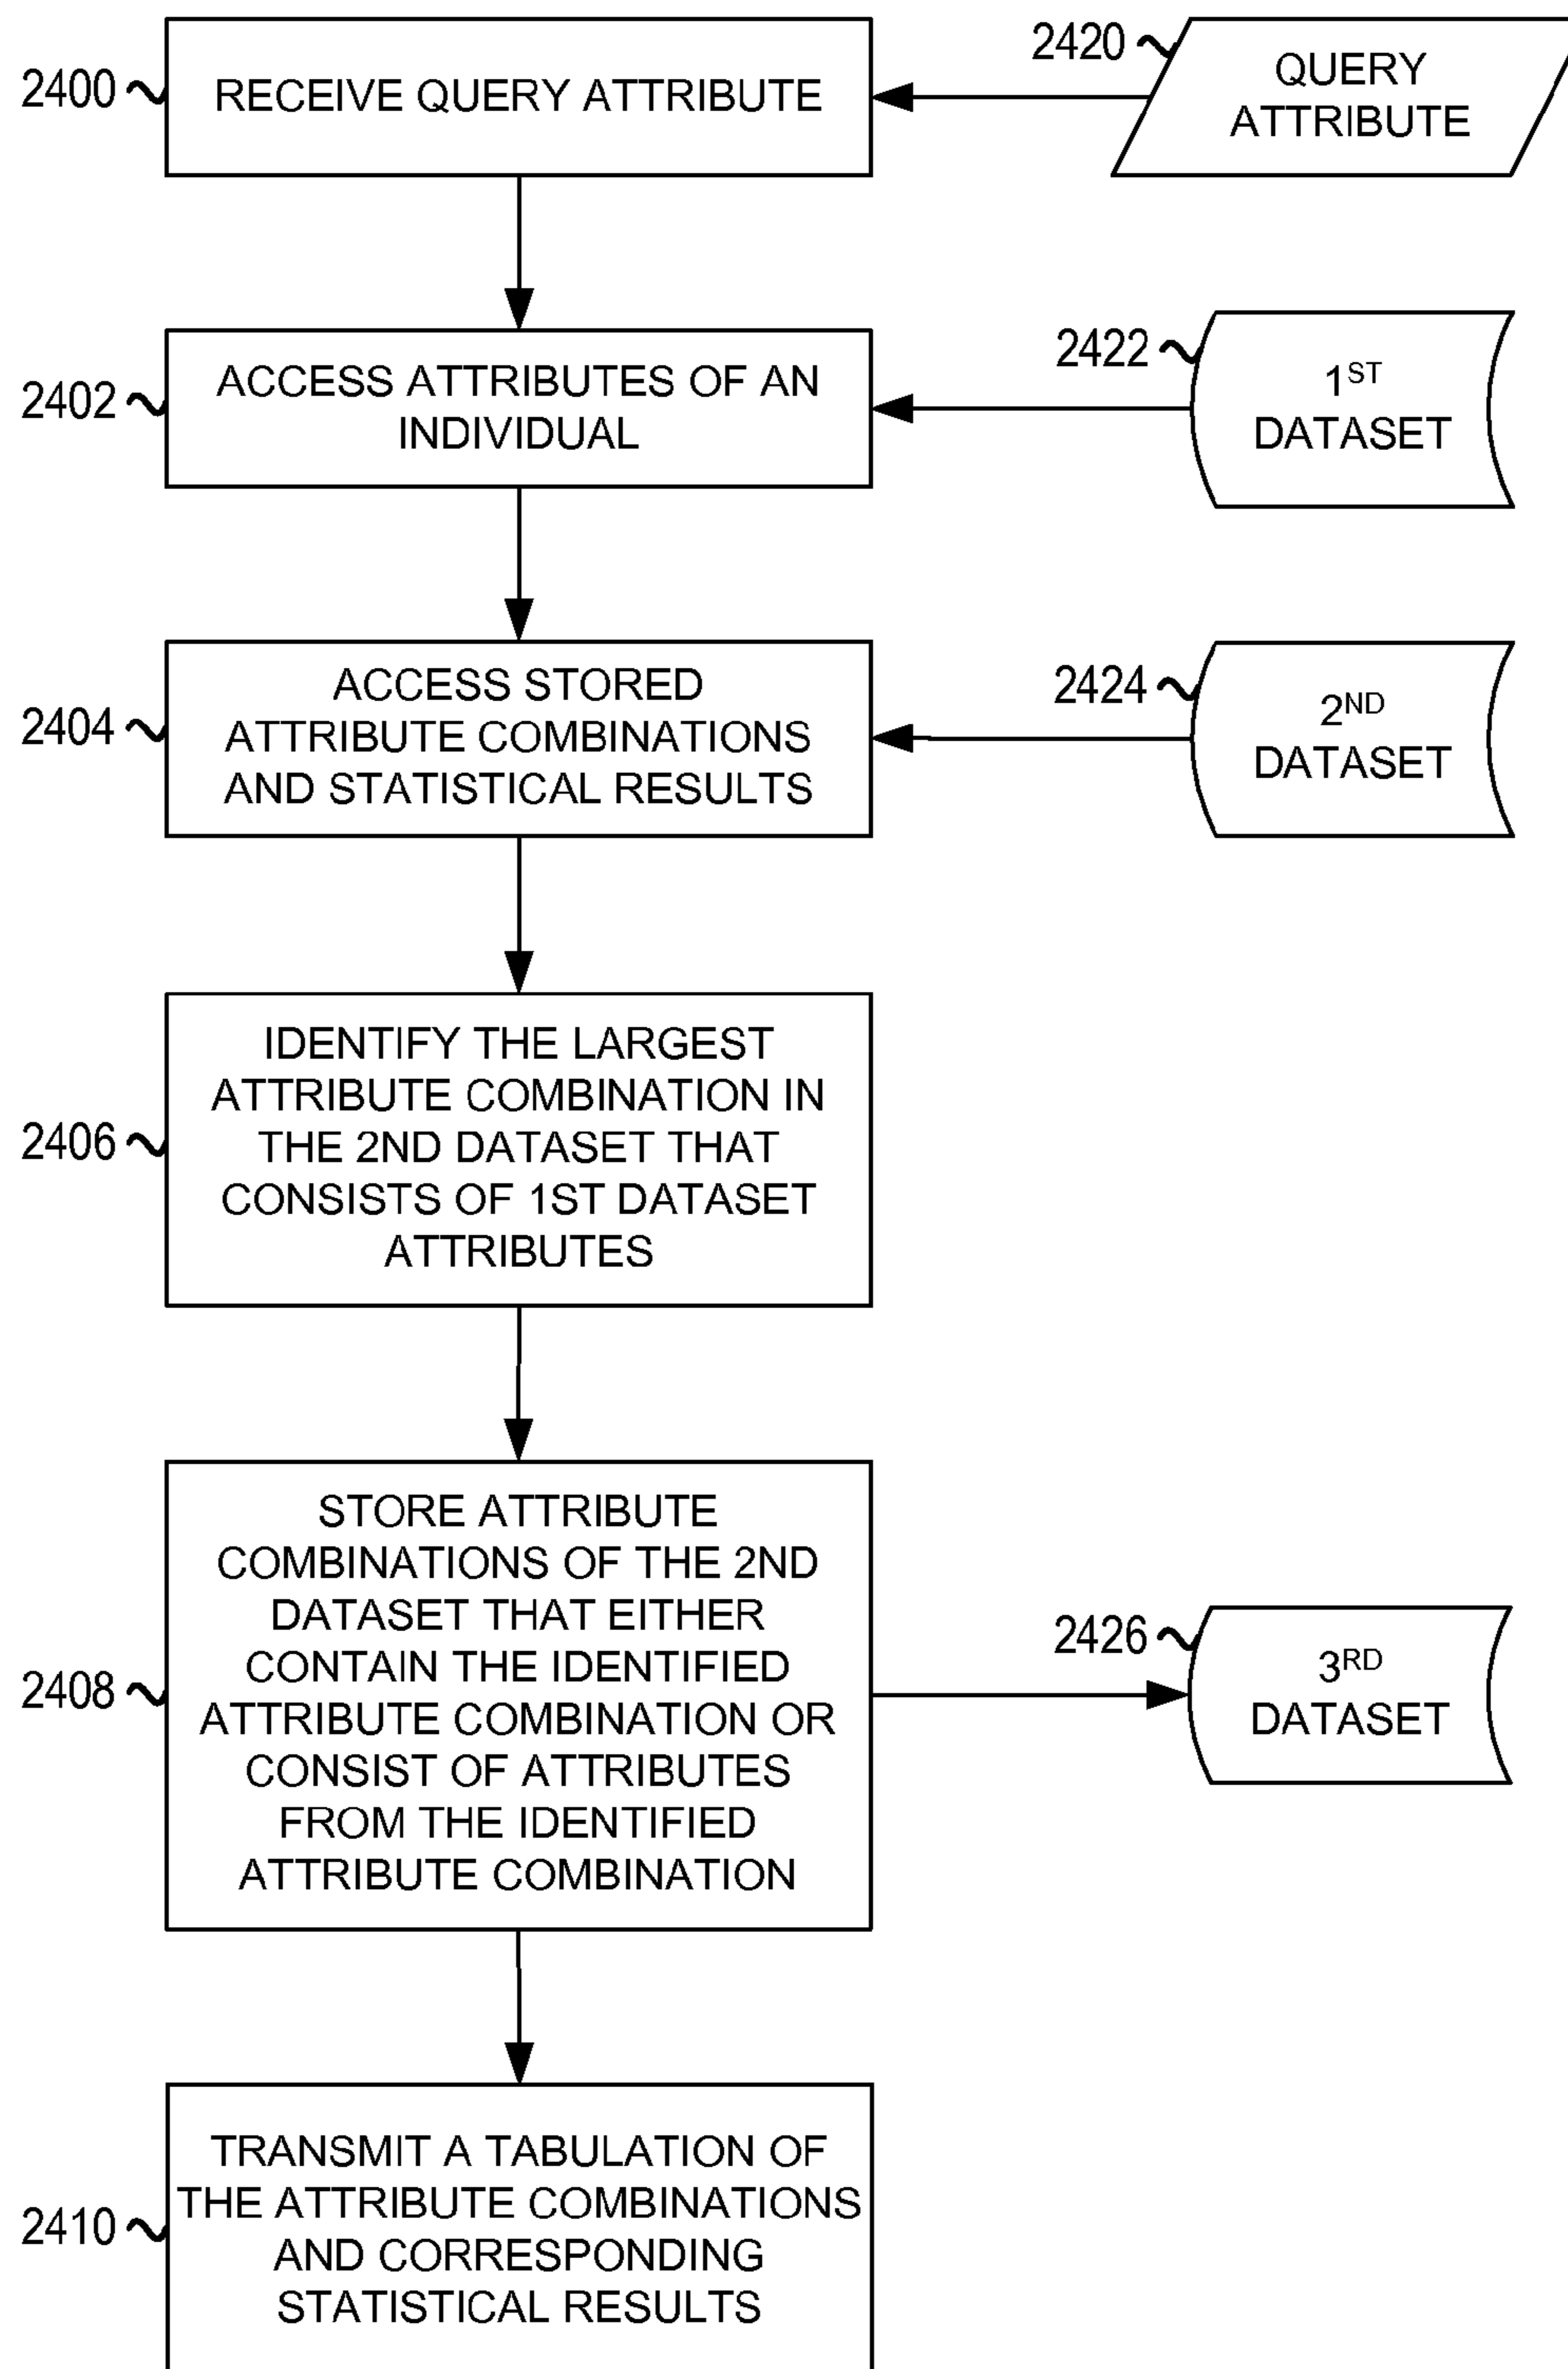 2400
RECEIVE QUERY ATTRIBUTE
2420
QUERY
ATTRIBUTE
2402
ACCESS ATTRIBUTES OF AN
INDIVIDUAL
2422
1ST
DATASET
2404
ACCESS STORED
ATTRIBUTE COMBINATIONS
AND STATISTICAL RESULTS
2424
2ND
DATASET
2406
IDENTIFY THE LARGEST
ATTRIBUTE COMBINATION IN
THE 2ND DATASET THAT
CONSISTS OF 1ST DATASET
ATTRIBUTES
2408
STORE ATTRIBUTE
COMBINATIONS OF THE 2ND
DATASET THAT EITHER
CONTAIN THE IDENTIFIED
ATTRIBUTE COMBINATION OR
CONSIST OF ATTRIBUTES
FROM THE IDENTIFIED
ATTRIBUTE COMBINATION
2426
3RD
DATASET
2410
TRANSMIT A TABULATION OF
THE ATTRIBUTE COMBINATIONS
AND CORRESPONDING
STATISTICAL RESULTS